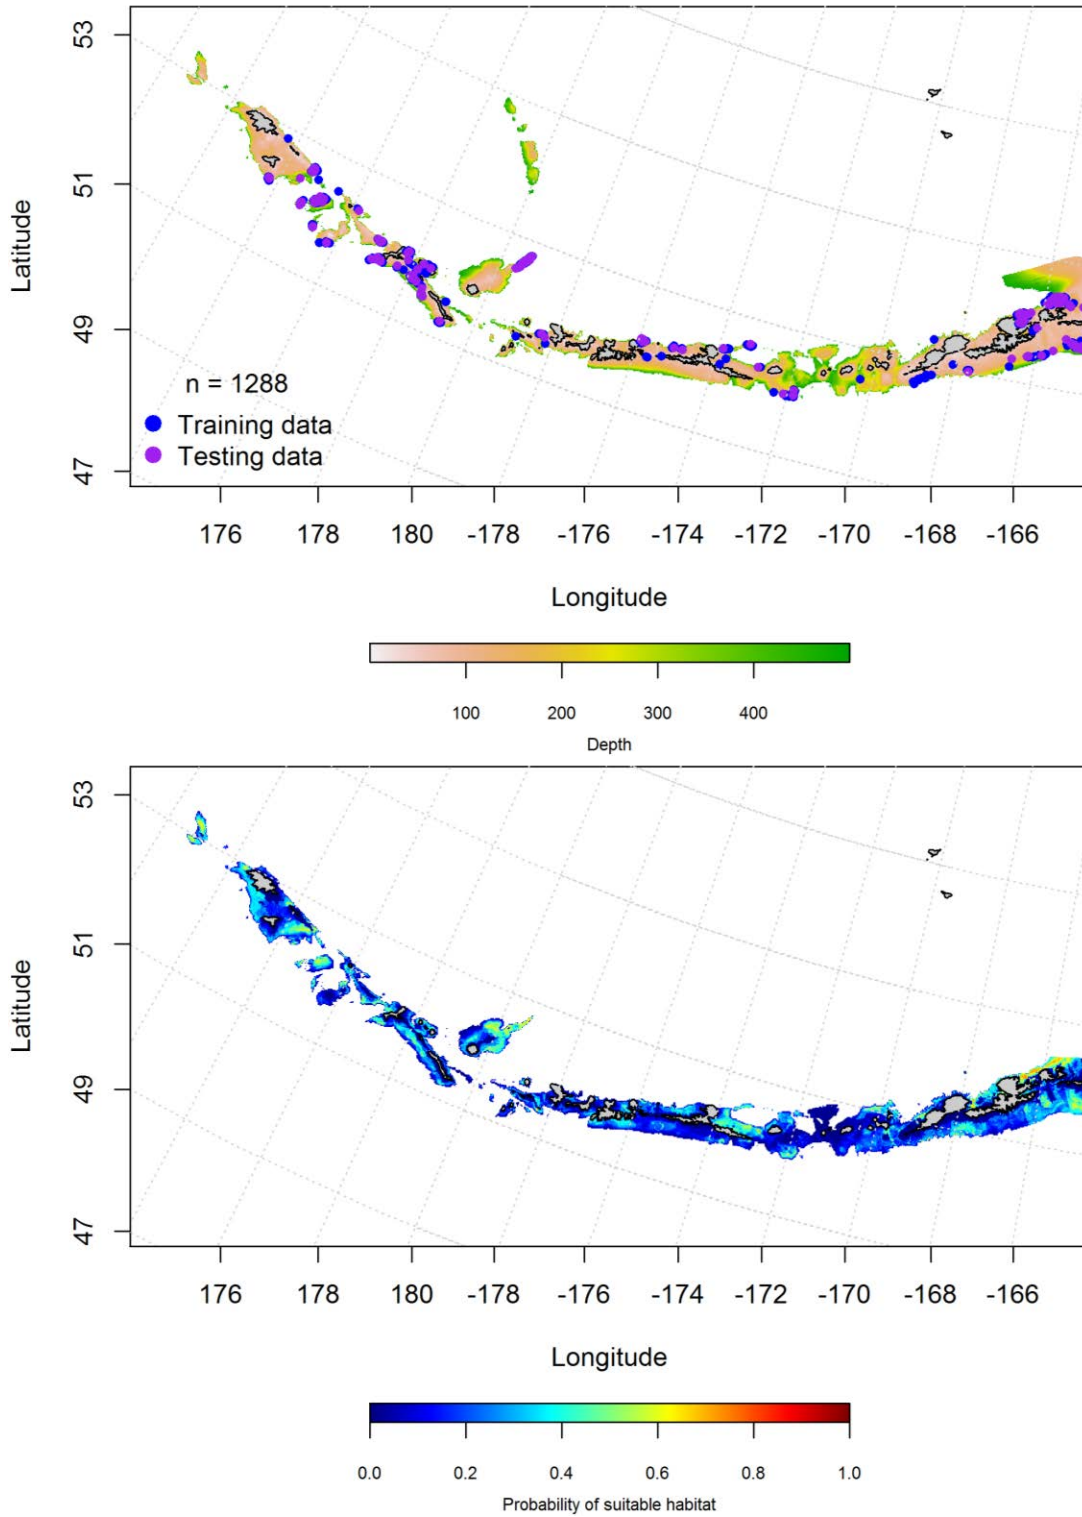 53
51
49
47
Latitude
n = 1288
Training data
Testing data
176 178 180 -178 -176 -174 -172 -170 -168 -166
Longitude
100 200 300 400
Depth
53
51
49
47
Latitude
176 178 180 -178 -176 -174 -172 -170 -168 -166
Longitude
0.0 0.2 0.4 0.6 0.8 1.0
Probability of suitable habitat